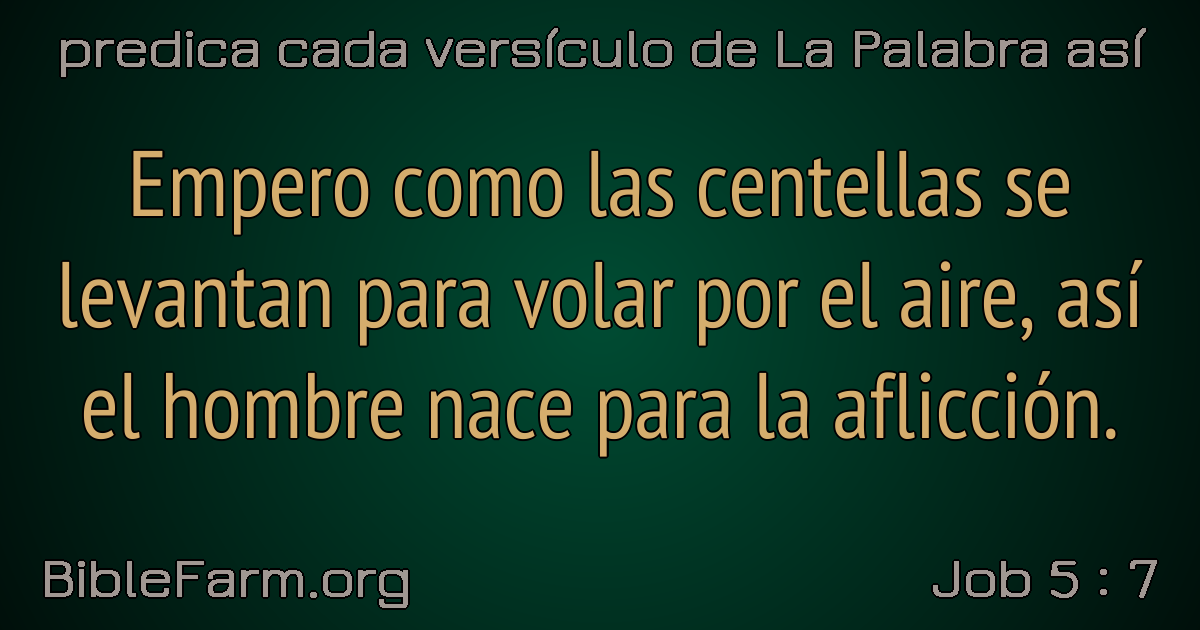 predica cada versículo de La Palabra así
Empero como las centellas se
levantan para volar por el aire, así
el hombre nace para la aflicción.
BibleFarm.org
Job 5 : 7